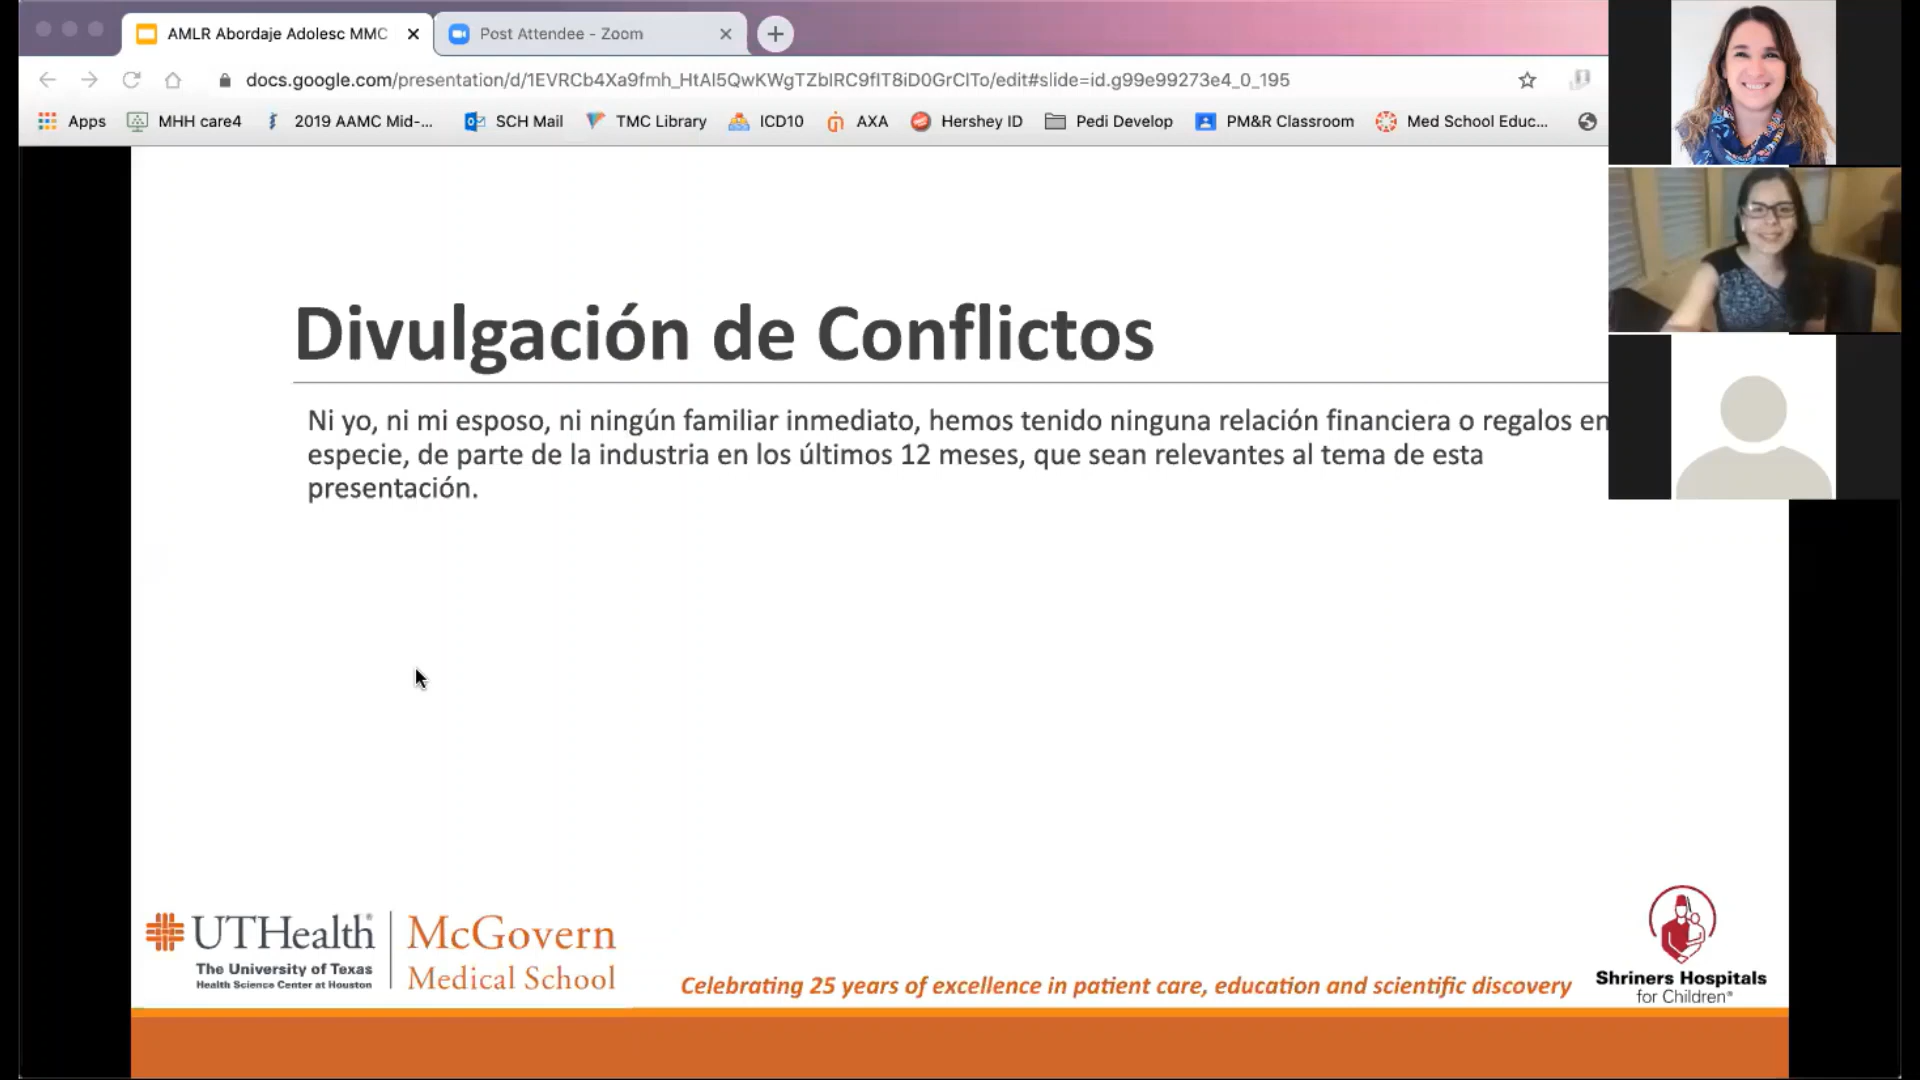 AMLR Abordaje Adolesc MMC
Post Attendee - Zoom
docs.google.com/presentation/d/1EVRCb4Xa9fmh_HtAl5QwKWgTZblRC9flT8iD0GrClTo/edit#slide=id.g99e99273e4_0_195
Apps MHH care4 2019 AAMC Mid-... SCH Mail TMC Library ICD10 AXA Hershey ID Pedi Develop PM&R Classroom Med School Educ...
Divulgación de Conflictos
Ni yo, ni mi esposo, ni ningún familiar inmediato, hemos tenido ninguna relación financiera o regalos en
especie, de parte de la industria en los últimos 12 meses, que sean relevantes al tema de esta
presentación.
UTHealth®
The University of Texas
Health Science Center at Houston
McGovern
Medical School
Celebrating 25 years of excellence in patient care, education and scientific discovery
Shriners Hospitals
for Children®